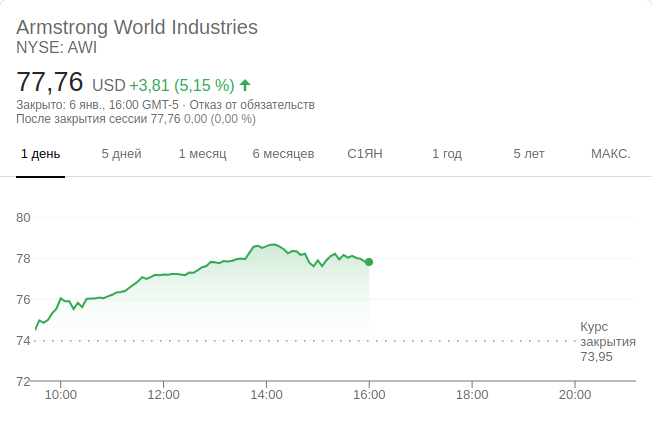 Armstrong World Industries
NYSE: AWI
77,76 USD +3,81 (5,15 %)
Закрыто: 6 янв., 16:00 GMT-5 · Отказ от обязательств
После закрытия сессии 77,76 0,00 (0,00 %)
1 день 5 дней 1 месяц 6 месяцев С1ЯН 1 год 5 лет МАКС.
80
78
76
74
Курс
закрытия
73,95
72
10:00 12:00 14:00 16:00 18:00 20:00